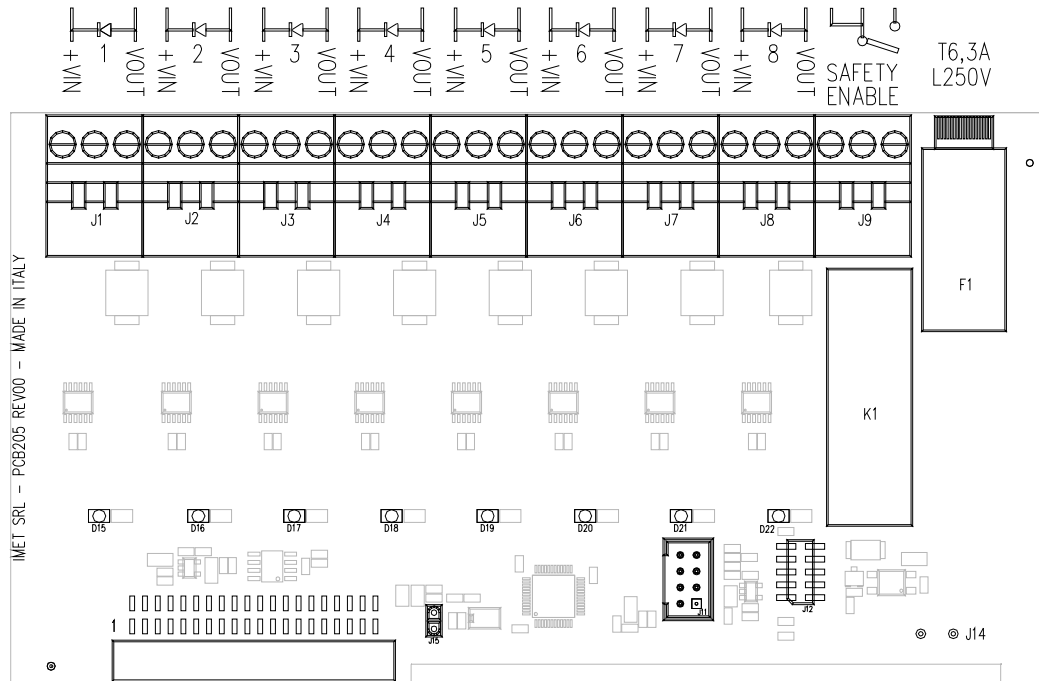 +VIN 1 VOUT +VIN 2 VOUT +VIN 3 VOUT +VIN 4 VOUT +VIN 5 VOUT +VIN 6 VOUT +VIN 7 VOUT +VIN 8 VOUT
SAFETY
ENABLE
T6,3A
L250V
J1 J2 J3 J4 J5 J6 J7 J8 J9
F1
K1
IMET SRL - PCB205 REV00 - MADE IN ITALY
D15 D16 D17 D18 D19 D20 D21 D22
J11
J12
1
J15
J14